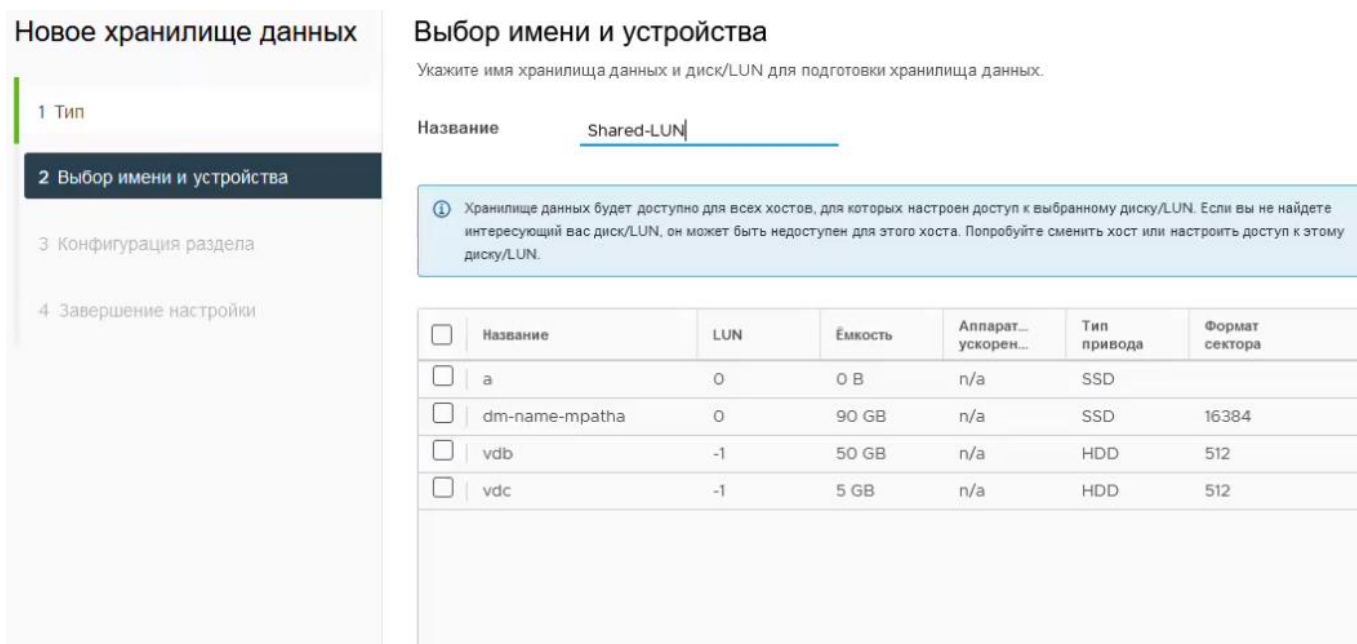 Новое хранилище данных
1 Тип
2 Выбор имени и устройства
3 Конфигурация раздела
4 Завершение настройки
Выбор имени и устройства
Укажите имя хранилища данных и диск/LUN для подготовки хранилища данных.
Название Shared-LUN
Хранилище данных будет доступно для всех хостов, для которых настроен доступ к выбранному диску/LUN. Если вы не найдете
интересующий вас диск/LUN, он может быть недоступен для этого хоста. Попробуйте сменить хост или настроить доступ к этому
диску/LUN.
Название LUN Ёмкость Аппарат... ускорен... Тип привода Формат сектора
a 0 0 B n/a SSD
dm-name-mpatha 0 90 GB n/a SSD 16384
vdb -1 50 GB n/a HDD 512
vdc -1 5 GB n/a HDD 512